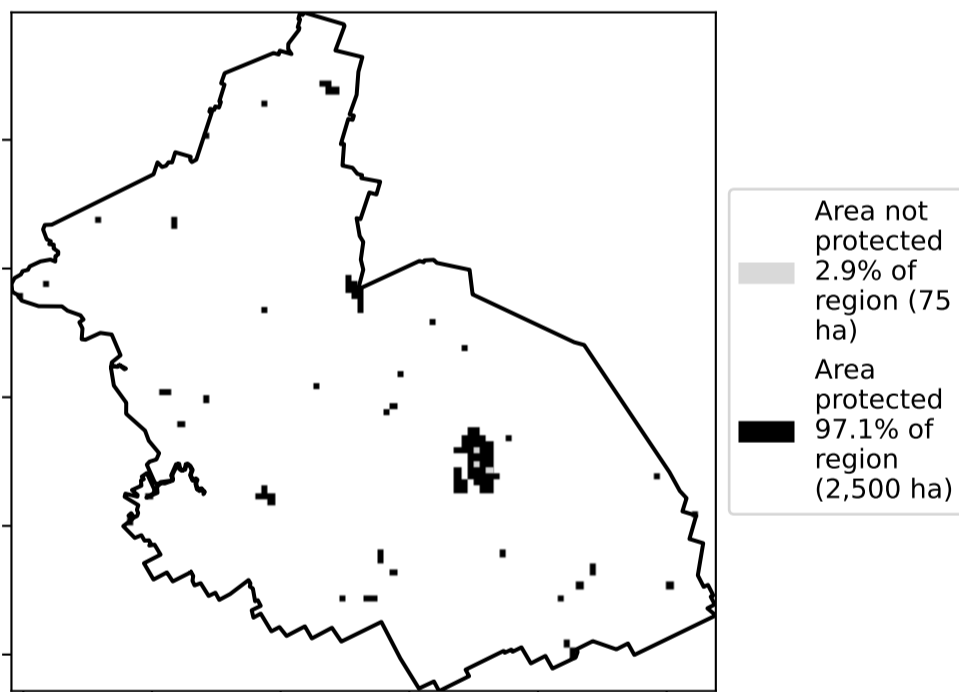 Area not
protected
2.9% of
region (75
ha)
Area
protected
97.1% of
region
(2,500 ha)